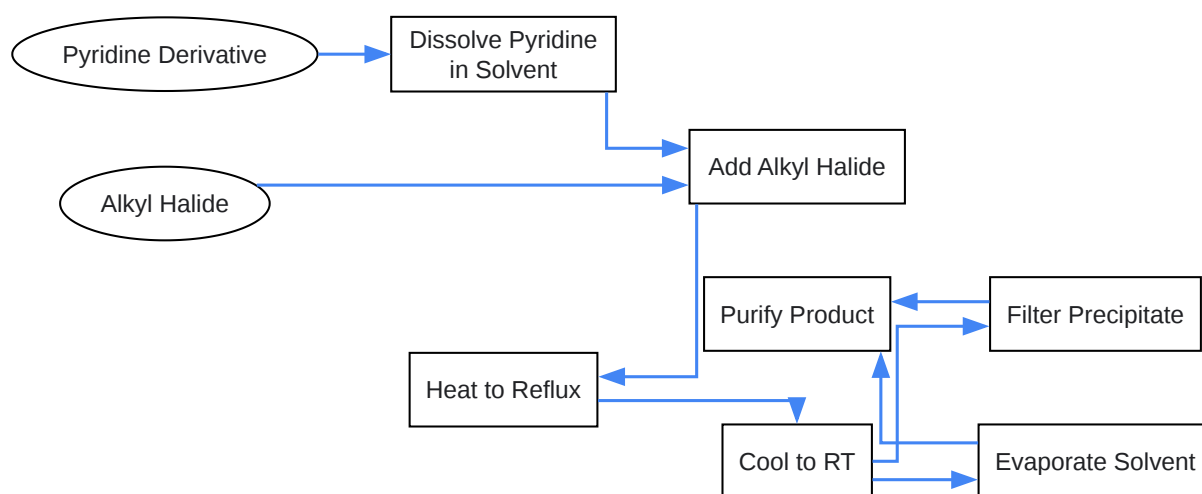 Pyridine Derivative
Dissolve Pyridine
in Solvent
Add Alkyl Halide
Alkyl Halide
Purify Product
Filter Precipitate
Heat to Reflux
Cool to RT
Evaporate Solvent